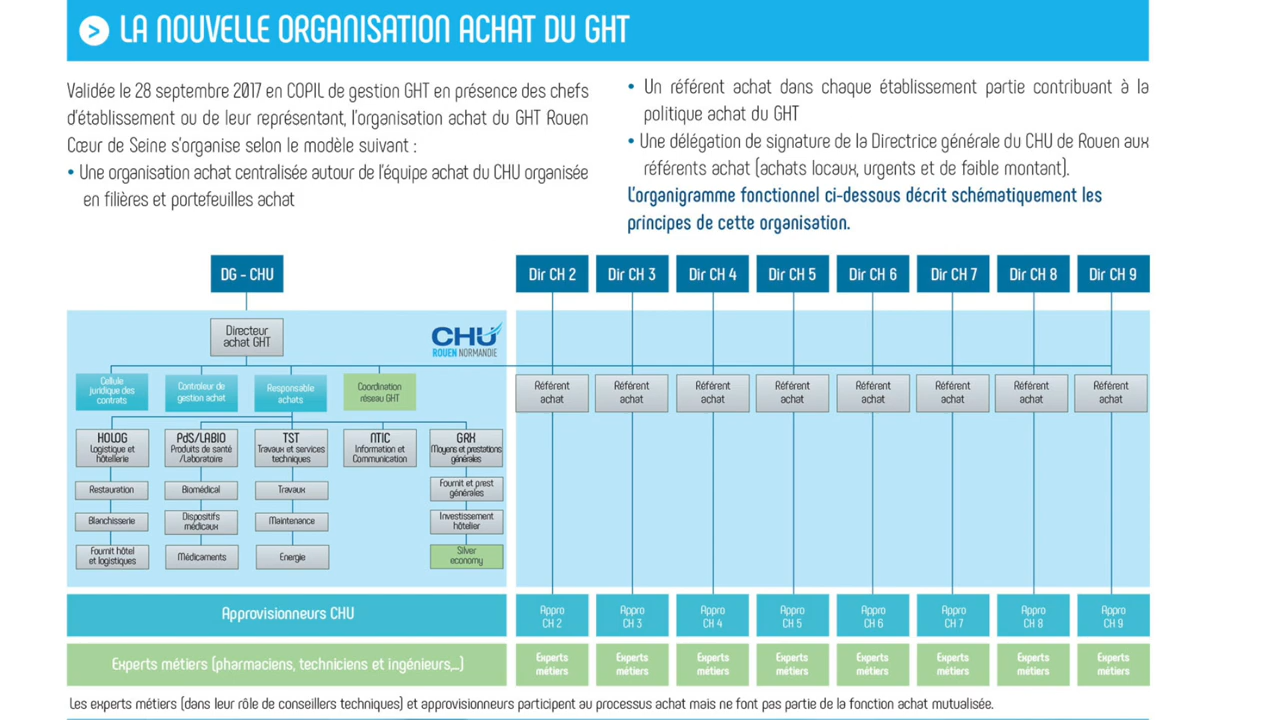 > LA NOUVELLE ORGANISATION ACHAT DU GHT
Validée le 28 septembre 2017 en COPIL de gestion GHT en présence des chefs
d'établissement ou de leur représentant, l'organisation achat du GHT Rouen
Cœur de Seine s'organise selon le modèle suivant :
• Une organisation achat centralisée autour de l'équipe achat du CHU organisée
en filières et portefeuilles achat
• Un référent achat dans chaque établissement partie contribuant à la
politique achat du GHT
• Une délégation de signature de la Directrice générale du CHU de Rouen aux
référents achat (achats locaux, urgents et de faible montant).
L'organigramme fonctionnel ci-dessous décrit schématiquement les
principes de cette organisation.
DG - CHU
Dir CH 2
Dir CH 3
Dir CH 4
Dir CH 5
Dir CH 6
Dir CH 7
Dir CH 8
Dir CH 9
Directeur
achat GHT
CHU
ROUEN NORMANDIE
Cellule
juridique des
contrats
Controleur de
gestion achat
Responsable
achats
Coordination
réseau GHT
Référent
achat
Référent
achat
Référent
achat
Référent
achat
Référent
achat
Référent
achat
Référent
achat
Référent
achat
HOLOG
Logistique et
hôtellerie
PdS/LABIO
Produits de santé
/Laboratoire
TST
Travaux et services
techniques
NTIC
Information et
Communication
GRX
Moyens et prestations
générales
Restauration
Biomédical
Travaux
Fournit et prest
générales
Blanchisserie
Dispositifs
médicaux
Maintenance
Investissement
hôtelier
Fournit hôtel
et logistiques
Médicaments
Energie
Silver
economy
Approvisionneurs CHU
Appro
CH 2
Appro
CH 3
Appro
CH 4
Appro
CH 5
Appro
CH 6
Appro
CH 7
Appro
CH 8
Appro
CH 9
Experts métiers (pharmaciens, techniciens et ingénieurs,...)
Experts
métiers
Experts
métiers
Experts
métiers
Experts
métiers
Experts
métiers
Experts
métiers
Experts
métiers
Experts
métiers
Les experts métiers (dans leur rôle de conseillers techniques) et approvisionneurs participent au processus achat mais ne font pas partie de la fonction achat mutualisée.